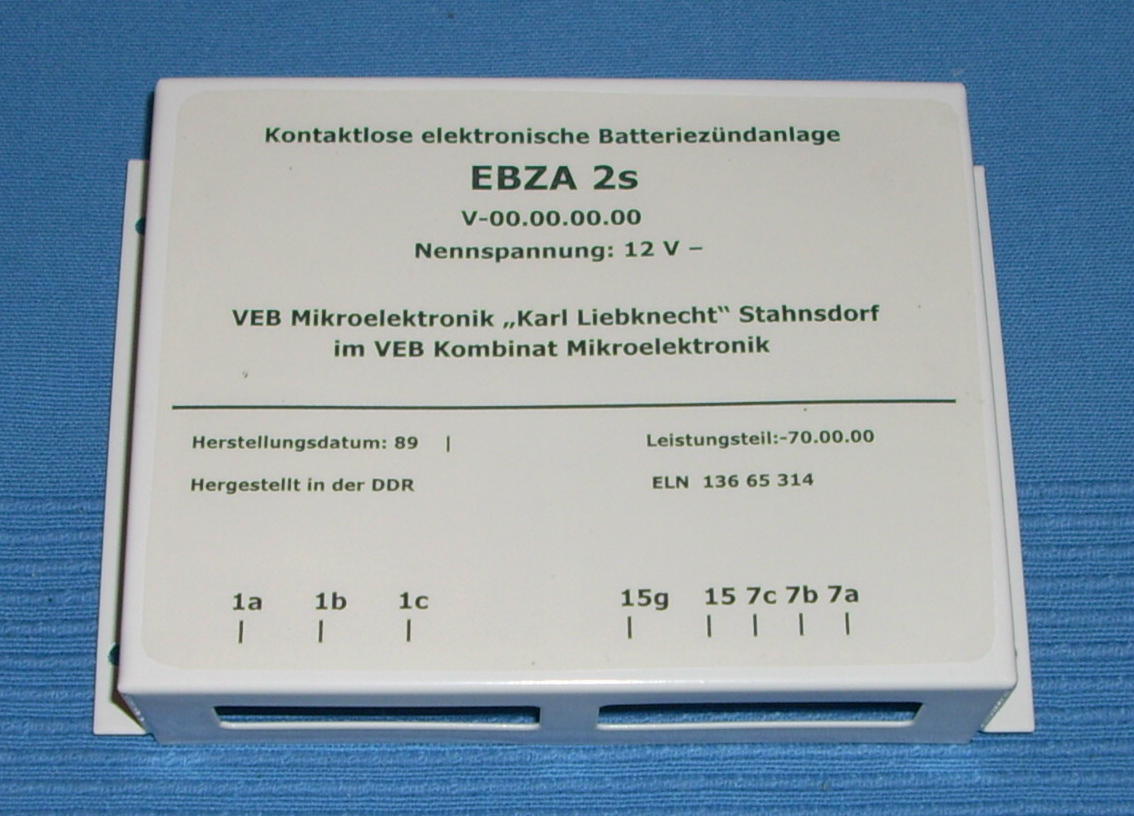 Kontaktlose elektronische Batteriezündanlage
EBZA 2s
V-00.00.00.00
Nennspannung: 12 V –
VEB Mikroelektronik „Karl Liebknecht“ Stahnsdorf
im VEB Kombinat Mikroelektronik
Herstellungsdatum: 89 | Leistungsteil:-70.00.00
Hergestellt in der DDR ELN 136 65 314
1a 1b 1c 15g 15 7c 7b 7a